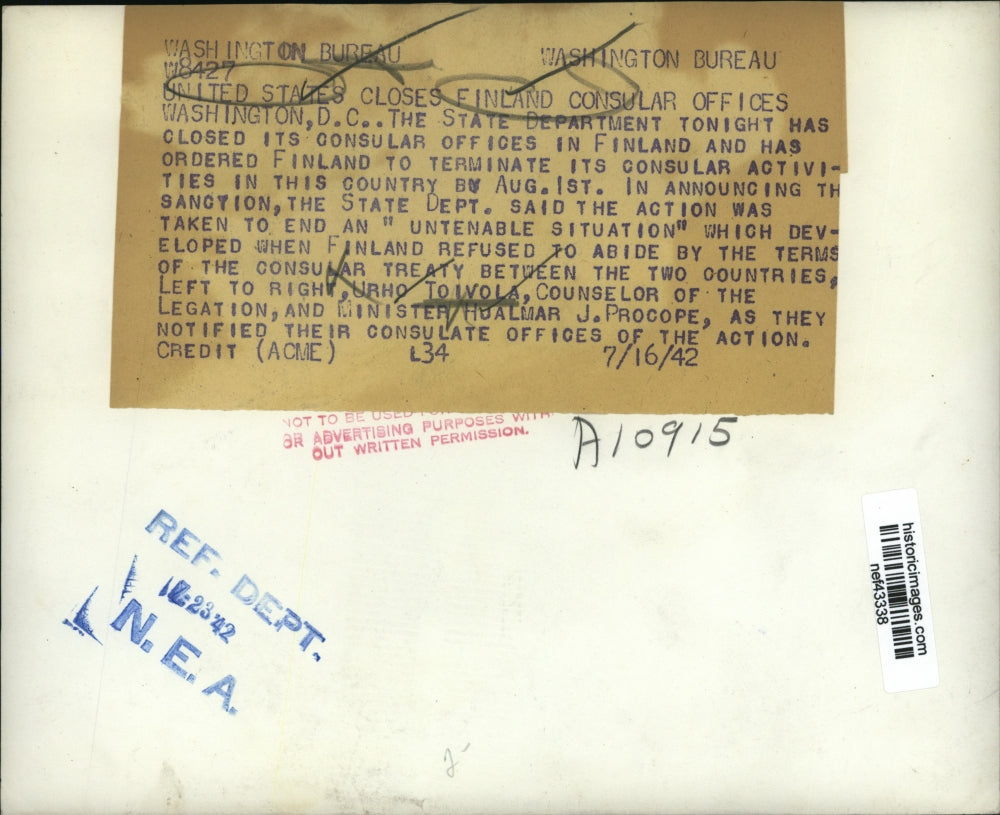 WASHINGTON BUREAU WASHINGTON BUREAU
W8427
UNITED STATES CLOSES FINLAND CONSULAR OFFICES
WASHINGTON, D.C.. THE STATE DEPARTMENT TONIGHT HAS
CLOSED ITS CONSULAR OFFICES IN FINLAND AND HAS
ORDERED FINLAND TO TERMINATE ITS CONSULAR ACTIVI-
TIES IN THIS COUNTRY BY AUG. 1ST. IN ANNOUNCING TH
SANCTION, THE STATE DEPT. SAID THE ACTION WAS
TAKEN TO END AN " UNTENABLE SITUATION" WHICH DEV-
ELOPED WHEN FINLAND REFUSED TO ABIDE BY THE TERMS
OF THE CONSULAR TREATY BETWEEN THE TWO COUNTRIES,
LEFT TO RIGHT, URHO TOIVOLA, COUNSELOR OF THE
LEGATION, AND MINISTER HJALMAR J. PROCOPE, AS THEY
NOTIFIED THEIR CONSULATE OFFICES OF THE ACTION.
CREDIT (ACME) L34 7/16/42
NOT TO BE USED FOR
OR ADVERTISING PURPOSES WITH-
OUT WRITTEN PERMISSION.
A10915
historicimages.com
nef43338
REF. DEPT.
23 42
N. E. A.